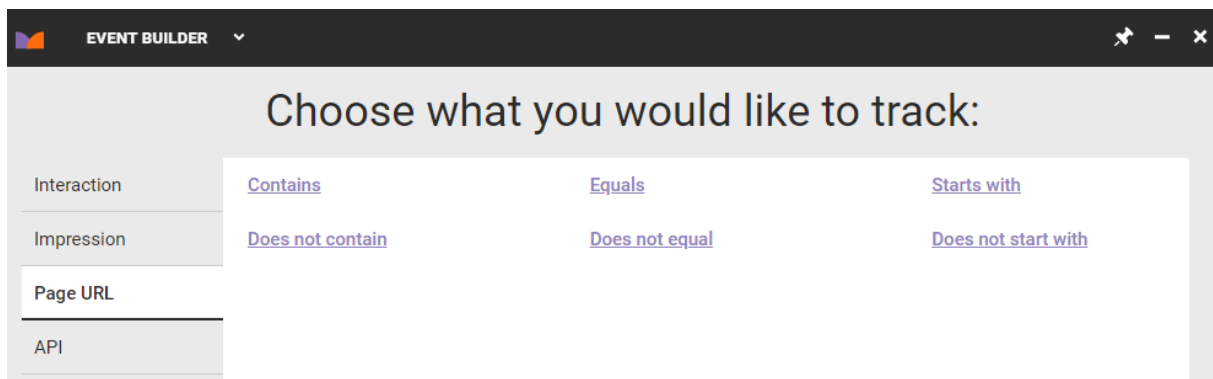 EVENT BUILDER
Choose what you would like to track:
Interaction
Contains Equals Starts with
Impression
Does not contain Does not equal Does not start with
Page URL
API